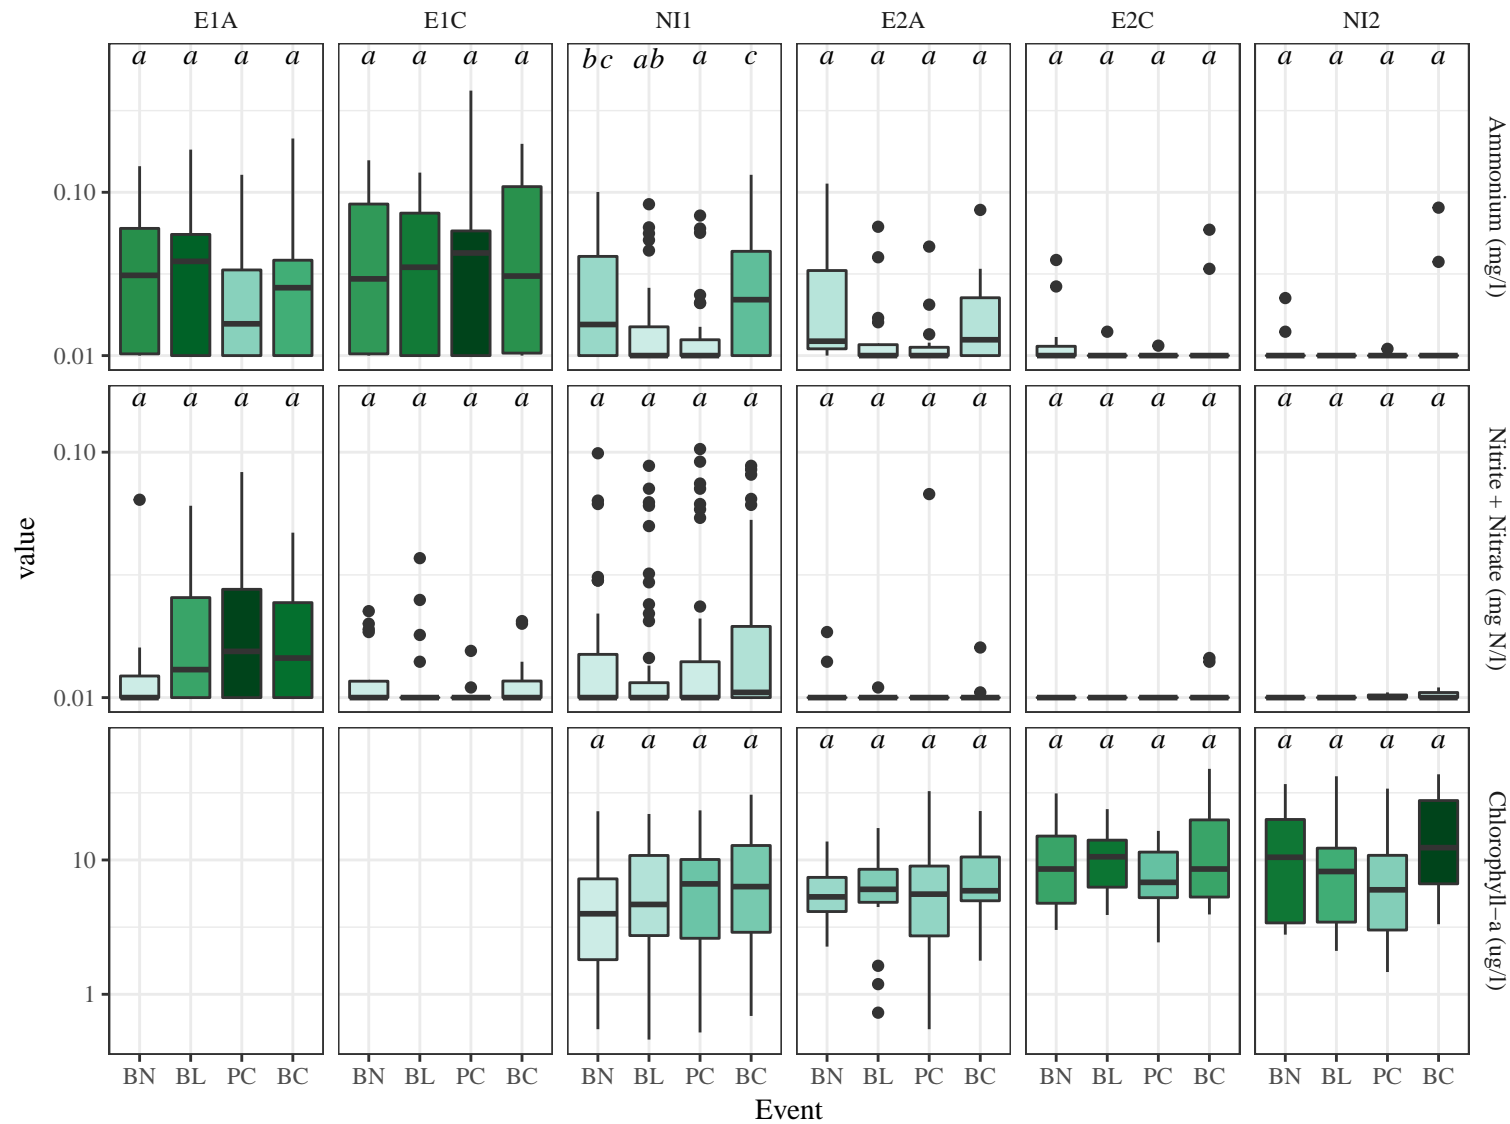 E1A E1C NI1 E2A E2C NI2
a a a a a a a a bc ab a c a a a a a a a a a a a a
0.10
0.01
Ammonium (mg/l)
a a a a a a a a a a a a a a a a a a a a a a a a
0.10
0.01
Nitrite + Nitrate (mg N/l)
value
a a a a a a a a a a a a a a a a
10
1
Chlorophyll−a (ug/l)
BN BL PC BC BN BL PC BC BN BL PC BC BN BL PC BC BN BL PC BC BN BL PC BC
Event